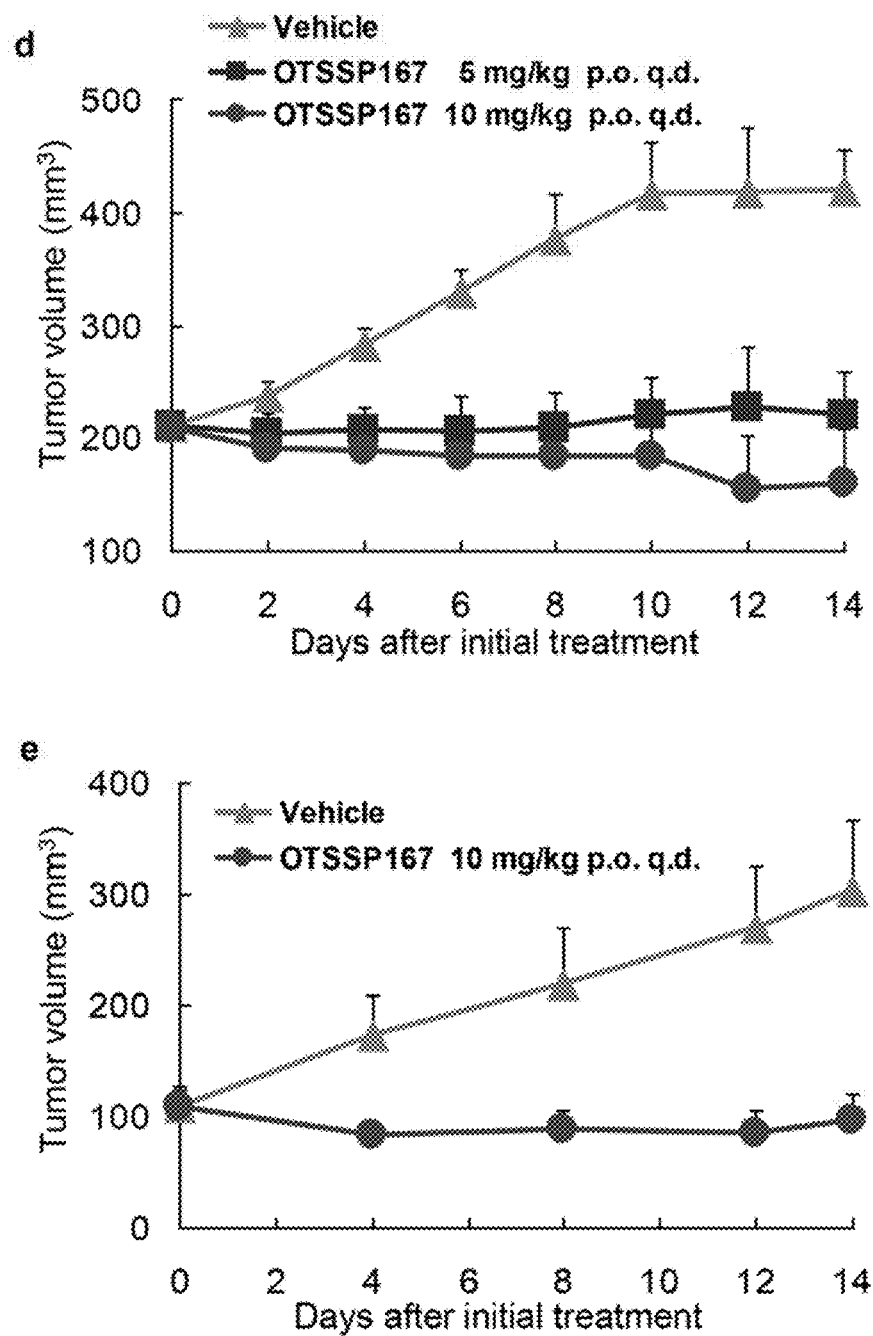 d
Vehicle
OTSSP167 5 mg/kg p.o. q.d.
OTSSP167 10 mg/kg p.o. q.d.
Tumor volume (mm³)
500
400
300
200
100
0 2 4 6 8 10 12 14
Days after initial treatment
e
Vehicle
OTSSP167 10 mg/kg p.o. q.d.
Tumor volume (mm³)
400
300
200
100
0
0 2 4 6 8 10 12 14
Days after initial treatment